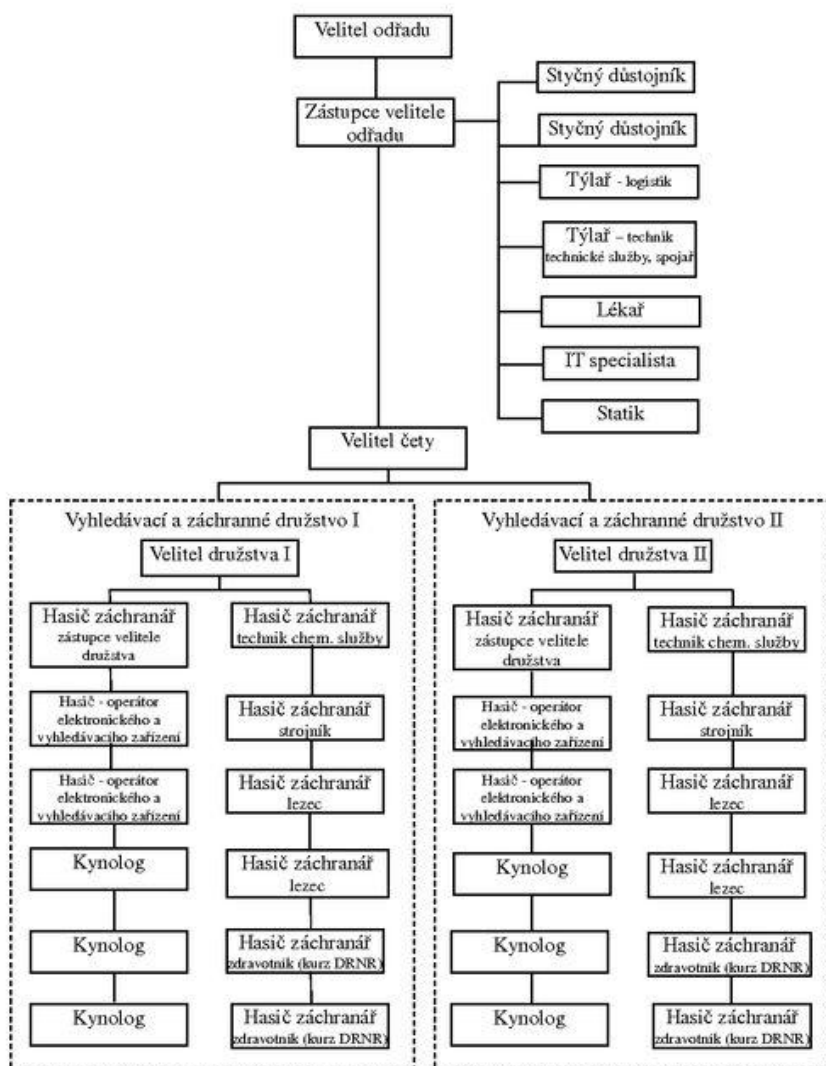 Velitel odřadu
Zástupce velitele
odřadu
Styčný důstojník
Styčný důstojník
Týlař - logistik
Týlař – technik
technické služby, spojař
Lékař
IT specialista
Statik
Velitel čety
Vyhledávací a záchranné družstvo I
Velitel družstva I
Hasič záchranář
zástupce velitele
družstva
Hasič - operátor
elektronického a
vyhledávacího zařízení
Hasič - operátor
elektronického a
vyhledávacího zařízení
Kynolog
Kynolog
Kynolog
Hasič záchranář
technik chem. služby
Hasič záchranář
strojník
Hasič záchranář
lezec
Hasič záchranář
lezec
Hasič záchranář
zdravotník (kurz DRNR)
Hasič záchranář
zdravotník (kurz DRNR)
Vyhledávací a záchranné družstvo II
Velitel družstva II
Hasič záchranář
zástupce velitele
družstva
Hasič - operátor
elektronického a
vyhledávacího zařízení
Hasič - operátor
elektronického a
vyhledávacího zařízení
Kynolog
Kynolog
Kynolog
Hasič záchranář
technik chem. služby
Hasič záchranář
strojník
Hasič záchranář
lezec
Hasič záchranář
lezec
Hasič záchranář
zdravotník (kurz DRNR)
Hasič záchranář
zdravotník (kurz DRNR)